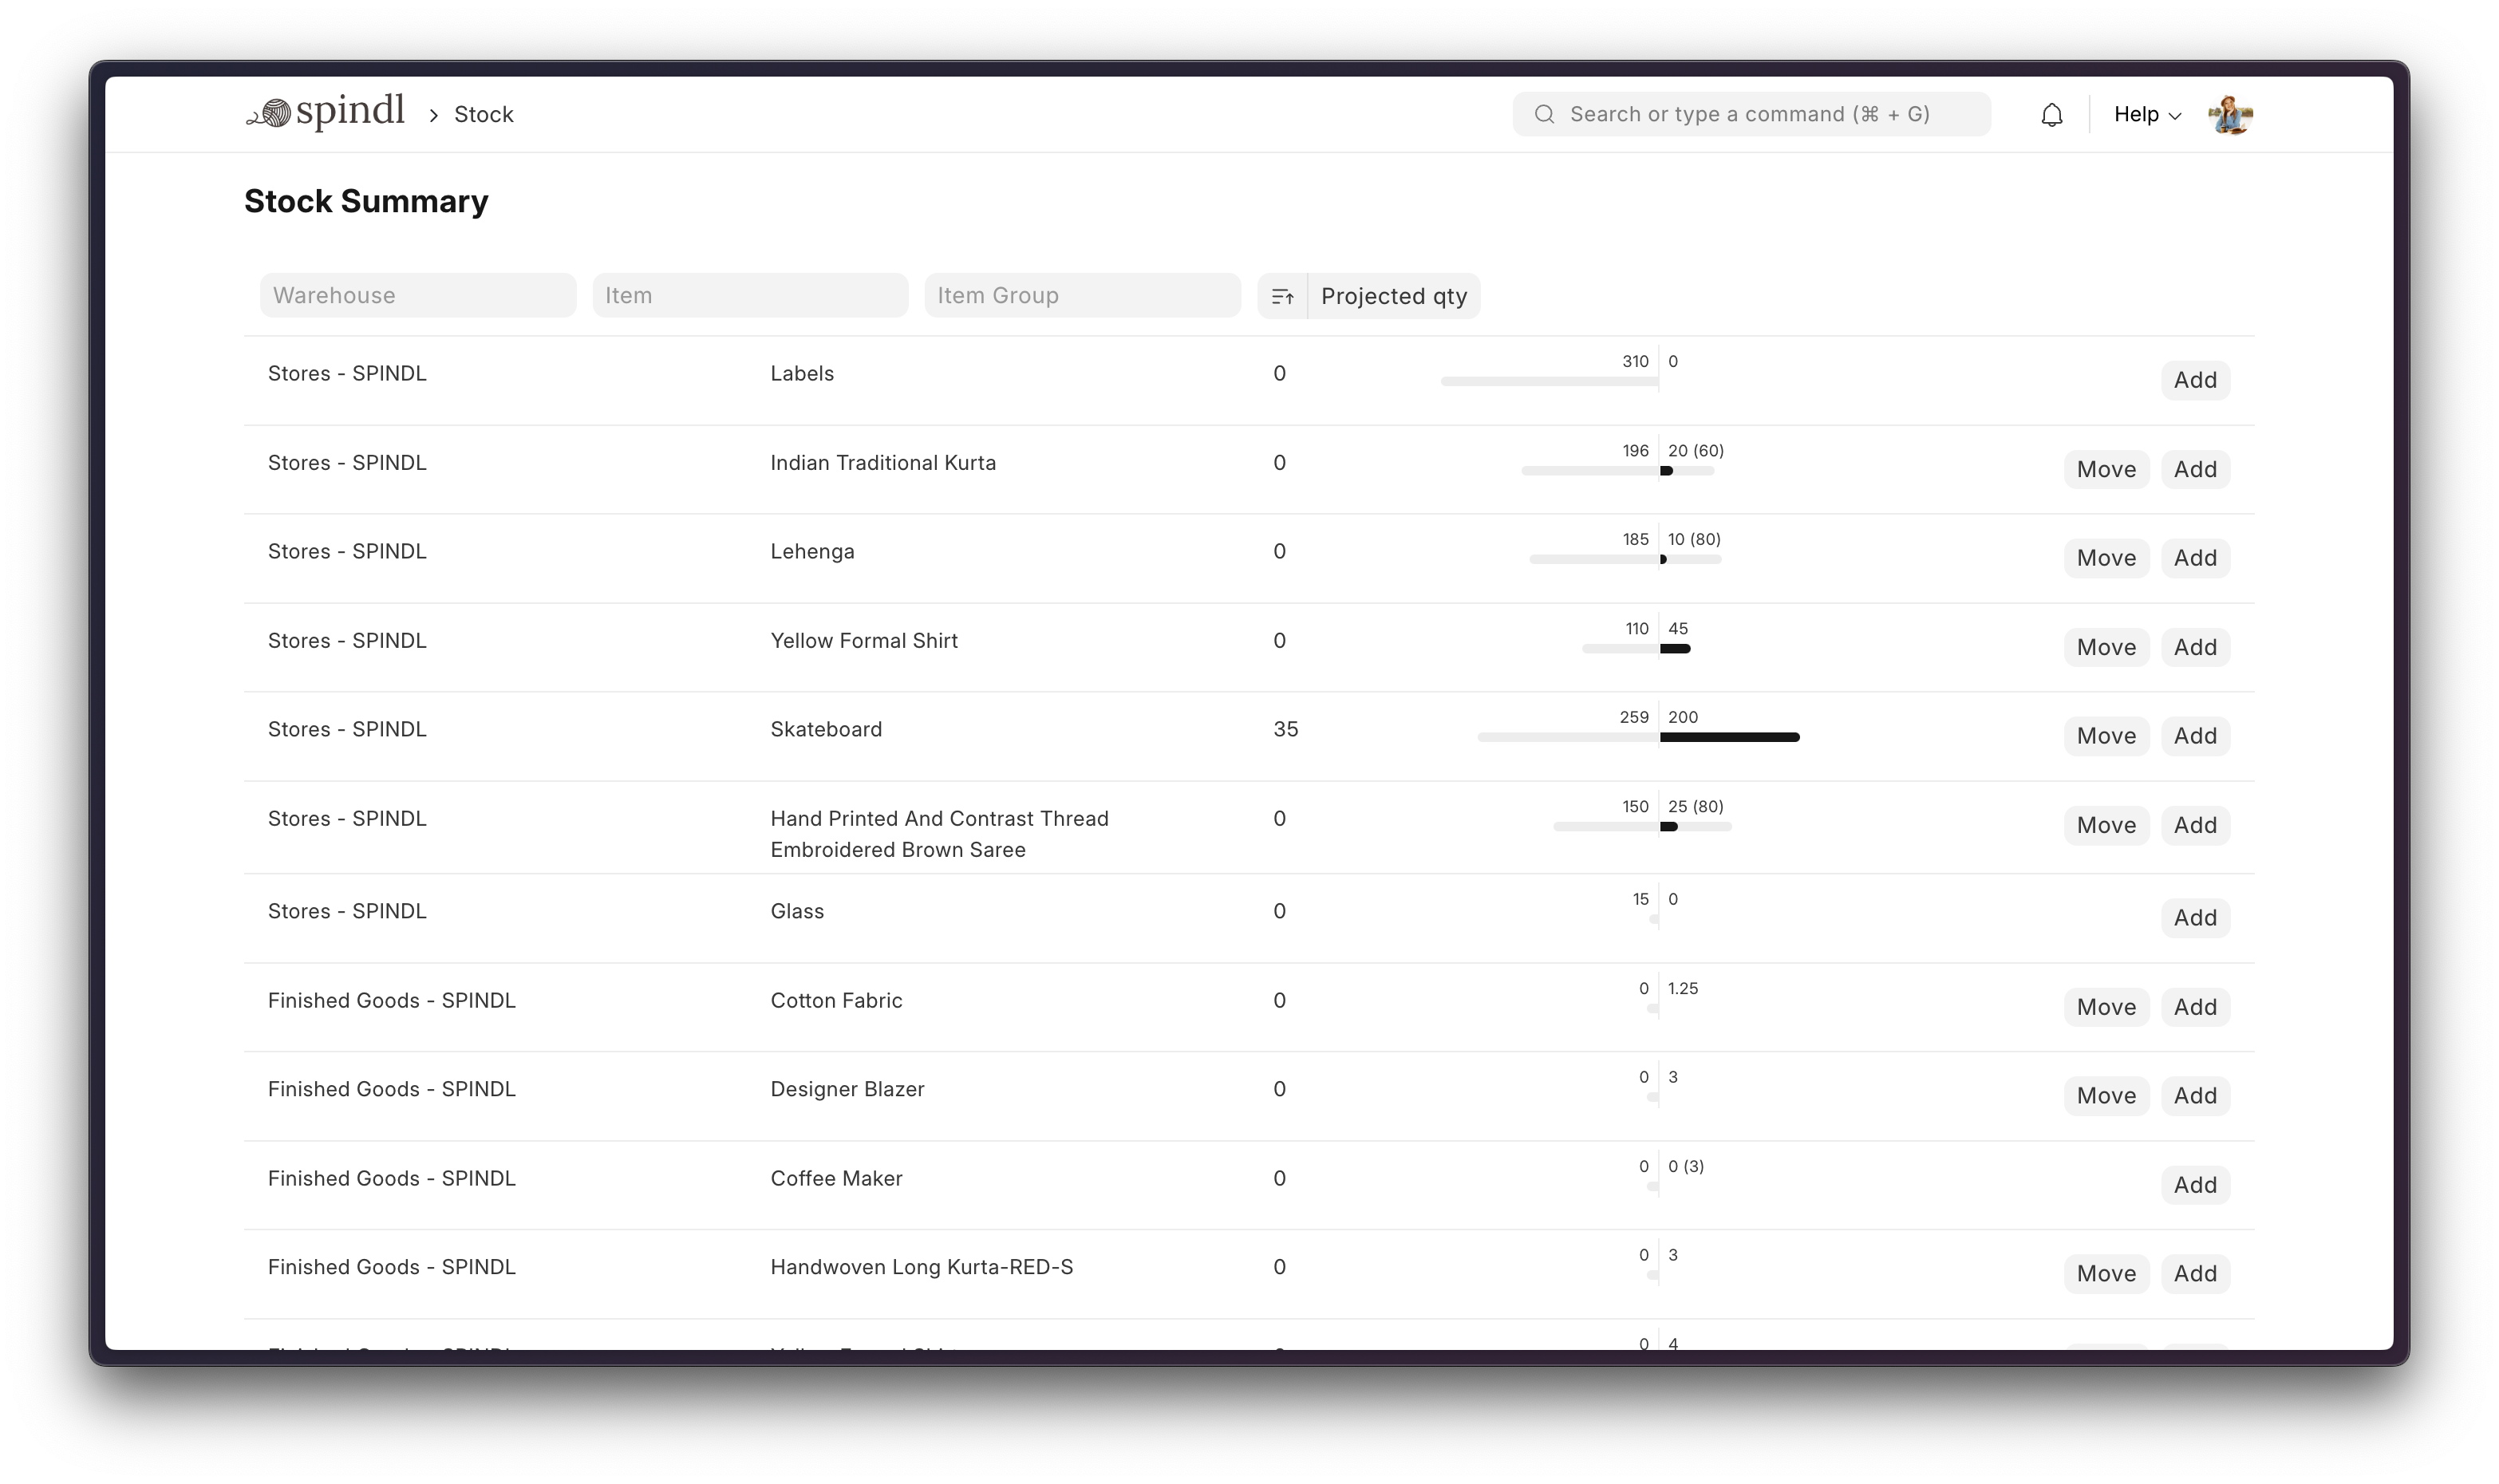 spindl > Stock
Search or type a command (⌘ + G)
Help
Stock Summary
Warehouse
Item
Item Group
Projected qty
Stores - SPINDL Labels 0 310 0 Add
Stores - SPINDL Indian Traditional Kurta 0 196 20 (60) Move Add
Stores - SPINDL Lehenga 0 185 10 (80) Move Add
Stores - SPINDL Yellow Formal Shirt 0 110 45 Move Add
Stores - SPINDL Skateboard 35 259 200 Move Add
Stores - SPINDL Hand Printed And Contrast Thread 0 150 25 (80) Move Add
Embroidered Brown Saree
Stores - SPINDL Glass 0 15 0 Add
Finished Goods - SPINDL Cotton Fabric 0 0 1.25 Move Add
Finished Goods - SPINDL Designer Blazer 0 0 3 Move Add
Finished Goods - SPINDL Coffee Maker 0 0 0 (3) Add
Finished Goods - SPINDL Handwoven Long Kurta-RED-S 0 0 3 Move Add
0 4